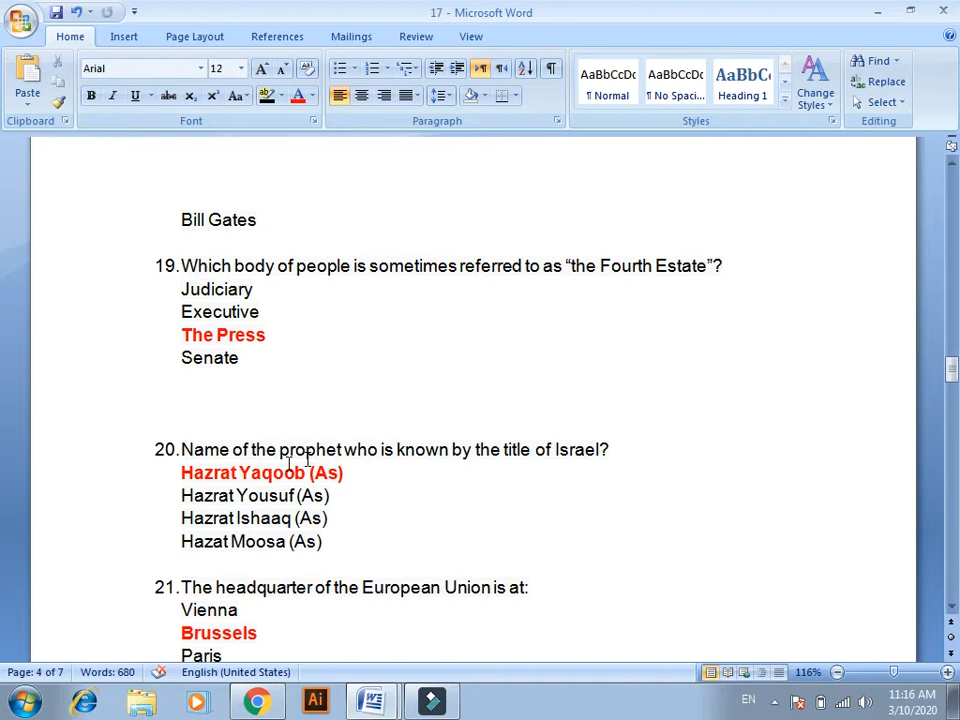 17 - Microsoft Word
Home Insert Page Layout References Mailings Review View
Paste
Clipboard
Arial 12
Font
Paragraph
AaBbCcDc AaBbCcDc AaBbC
¶ Normal ¶ No Spaci... Heading 1
Change Styles
Styles
Find
Replace
Select
Editing
Bill Gates
19. Which body of people is sometimes referred to as “the Fourth Estate”?
Judiciary
Executive
The Press
Senate
20. Name of the prophet who is known by the title of Israel?
Hazrat Yaqoob (As)
Hazrat Yousuf (As)
Hazrat Ishaaq (As)
Hazat Moosa (As)
21. The headquarter of the European Union is at:
Vienna
Brussels
Paris
Page: 4 of 7 Words: 680 English (United States) 116%
Ai
EN
11:16 AM
3/10/2020